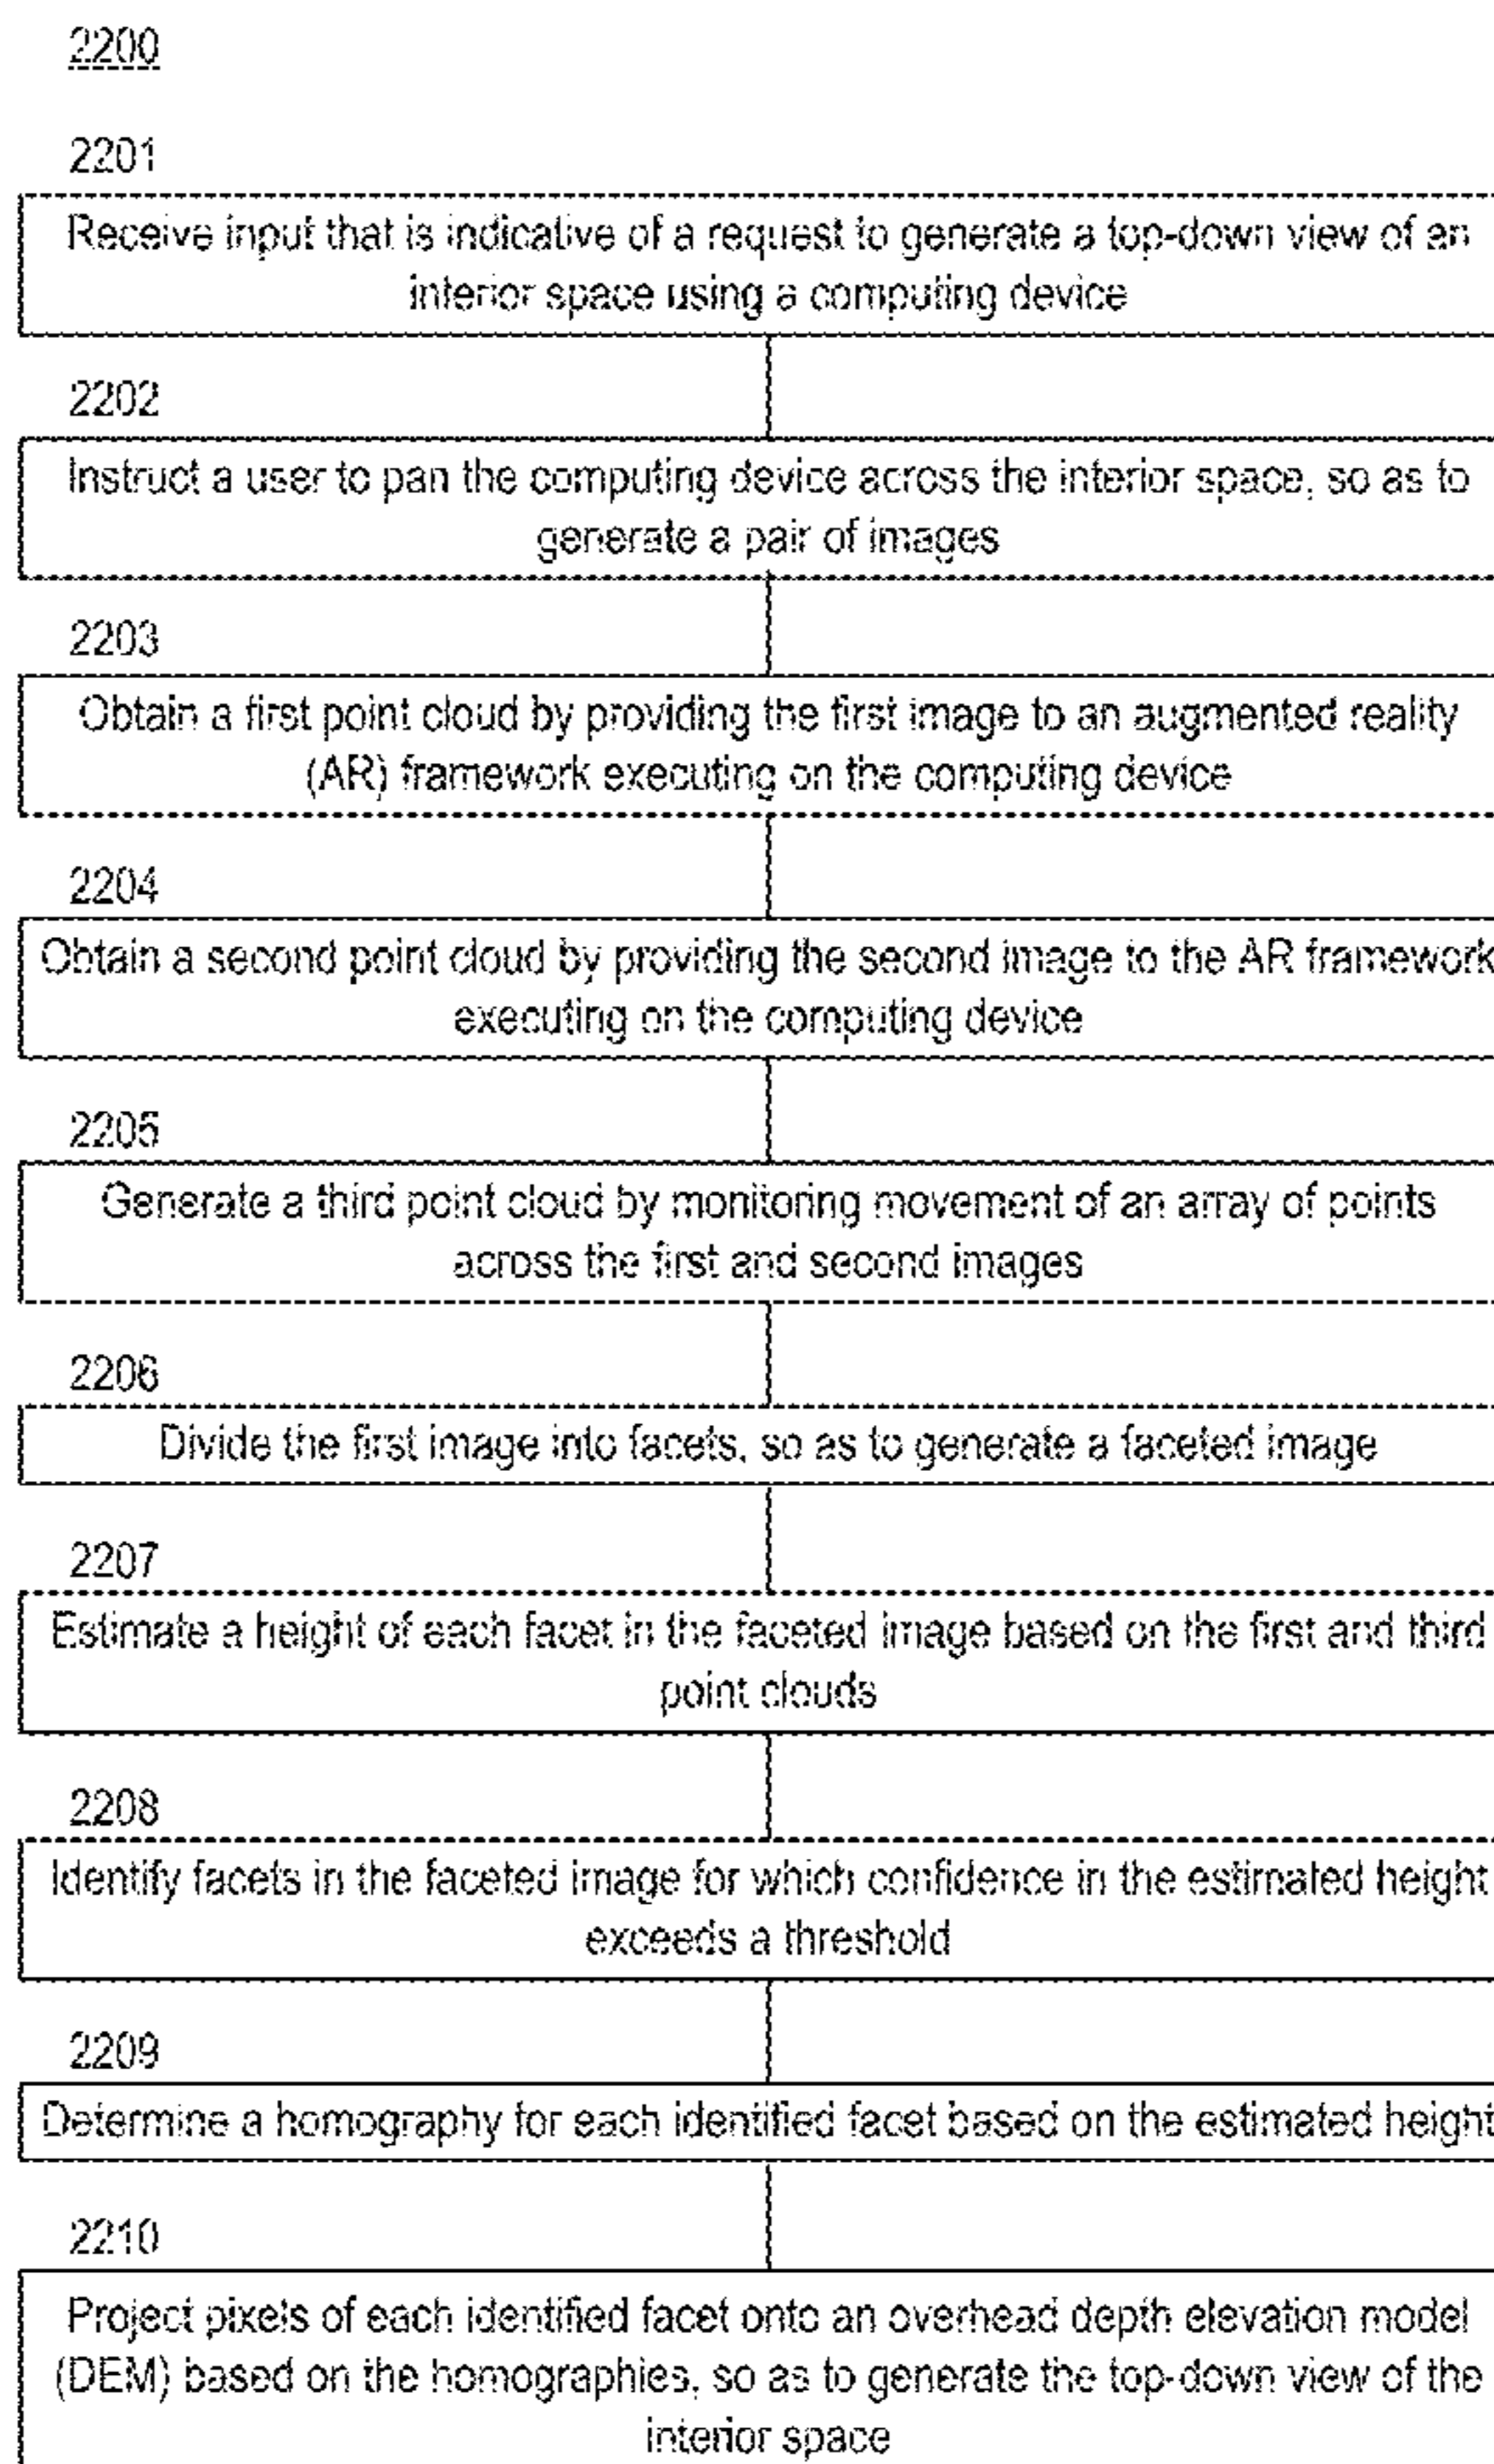 2200
2201
Receive input that is indicative of a request to generate a top-down view of an
interior space using a computing device
2202
Instruct a user to pan the computing device across the interior space, so as to
generate a pair of images
2203
Obtain a first point cloud by providing the first image to an augmented reality
(AR) framework executing on the computing device
2204
Obtain a second point cloud by providing the second image to the AR framework
executing on the computing device
2205
Generate a third point cloud by monitoring movement of an array of points
across the first and second images
2206
Divide the first image into facets, so as to generate a faceted image
2207
Estimate a height of each facet in the faceted image based on the first and third
point clouds
2208
Identify facets in the faceted image for which confidence in the estimated height
exceeds a threshold
2209
Determine a homography for each identified facet based on the estimated height
2210
Project pixels of each identified facet onto an overhead depth elevation model
(DEM) based on the homographies, so as to generate the top-down view of the
interior space